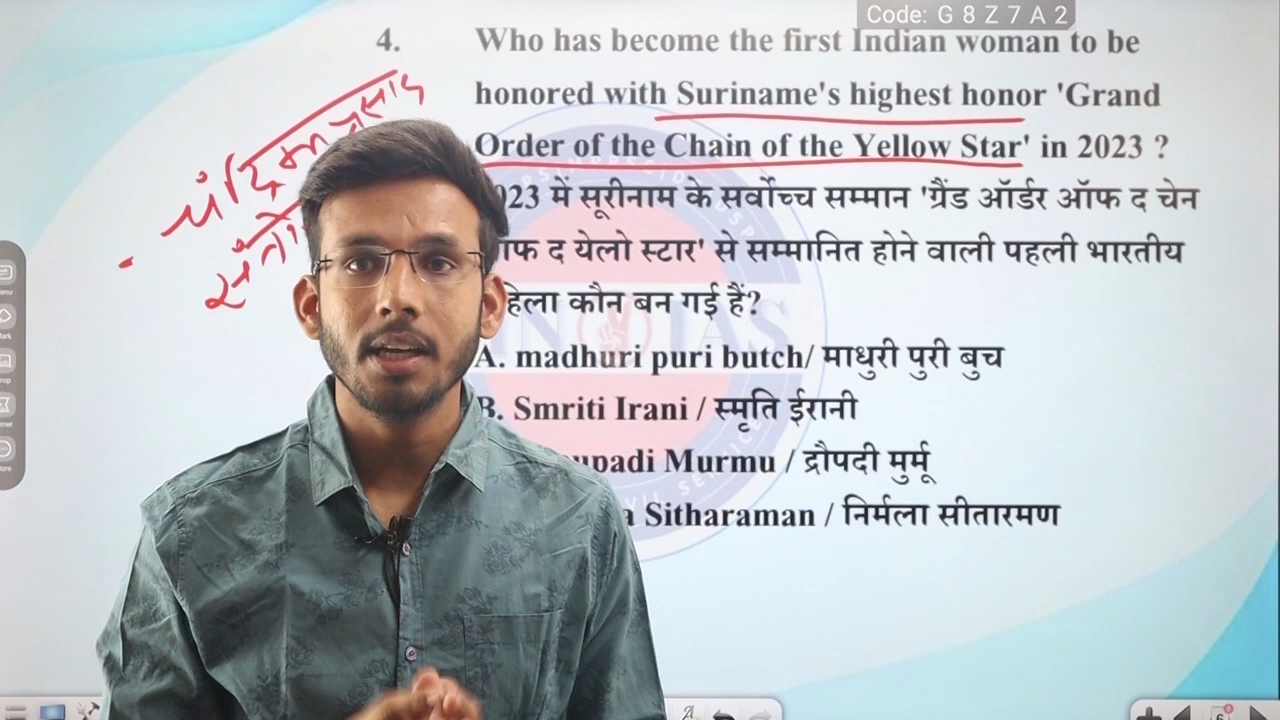 Code: G 8 Z 7 A 2
4. Who has become the first Indian woman to be
honored with Suriname's highest honor 'Grand
Order of the Chain of the Yellow Star' in 2023 ?
023 में सूरीनाम के सर्वोच्च सम्मान 'ग्रैंड ऑर्डर ऑफ द चेन
ऑफ द येलो स्टार' से सम्मानित होने वाली पहली भारतीय
हिला कौन बन गई हैं?
A. madhuri puri butch/ माधुरी पुरी बुच
B. Smriti Irani / स्मृति ईरानी
upadi Murmu / द्रौपदी मुर्मू
a Sitharaman / निर्मला सीतारमण